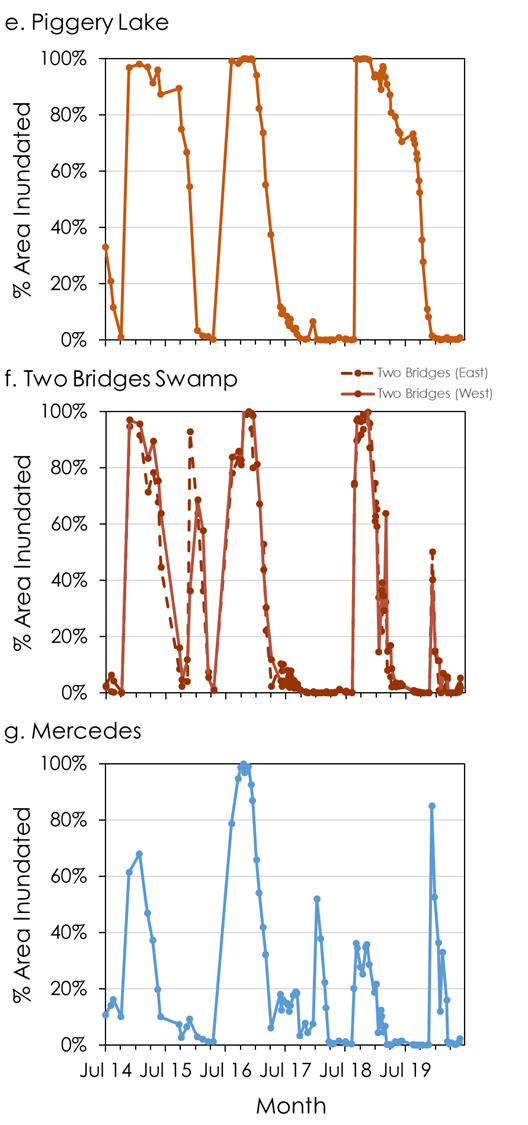 e. Piggery Lake
100%
80%
60%
40%
20%
0%
% Area Inundated
f. Two Bridges Swamp
Two Bridges (East)
Two Bridges (West)
100%
80%
60%
40%
20%
0%
% Area Inundated
g. Mercedes
100%
80%
60%
40%
20%
0%
% Area Inundated
Jul 14 Jul 15 Jul 16 Jul 17 Jul 18 Jul 19
Month